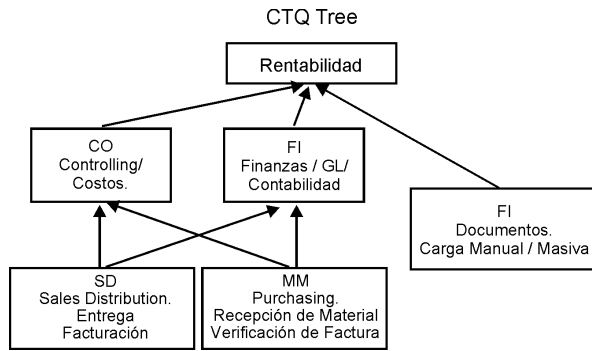 CTQ Tree
Rentabilidad
CO
Controlling/
Costos.
FI
Finanzas / GL/
Contabilidad
FI
Documentos.
Carga Manual / Masiva
SD
Sales Distribution.
Entrega
Facturación
MM
Purchasing.
Recepción de Material
Verificación de Factura